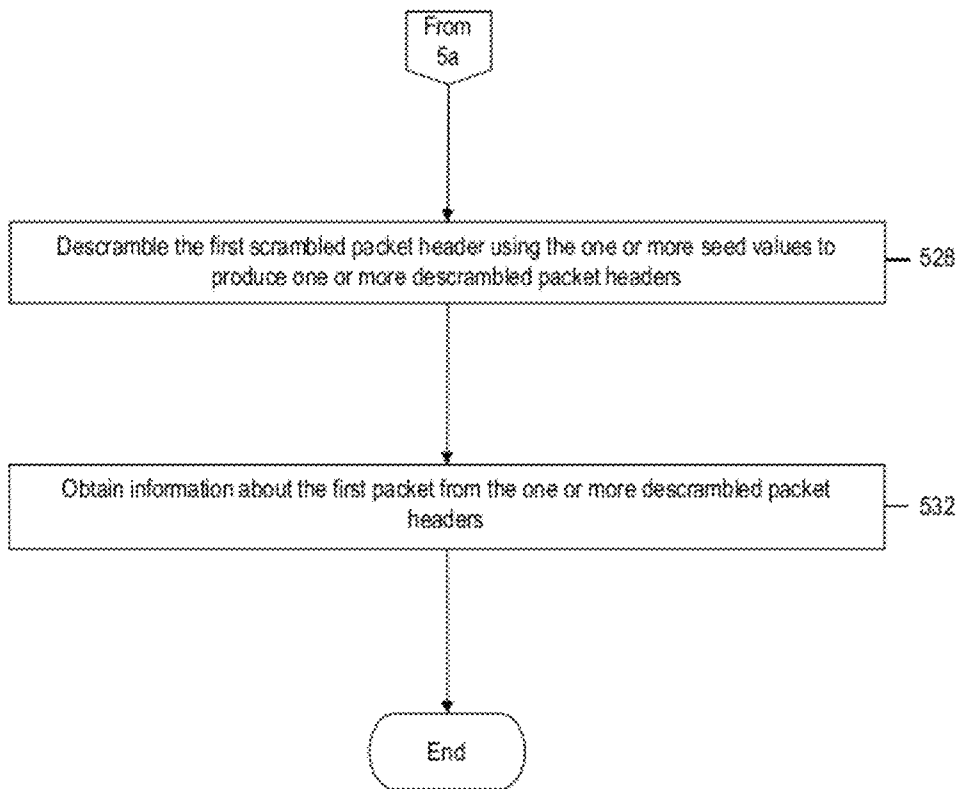 From
5a
Descramble the first scrambled packet header using the one or more seed values to
produce one or more descrambled packet headers
528
Obtain information about the first packet from the one or more descrambled packet
headers
532
End